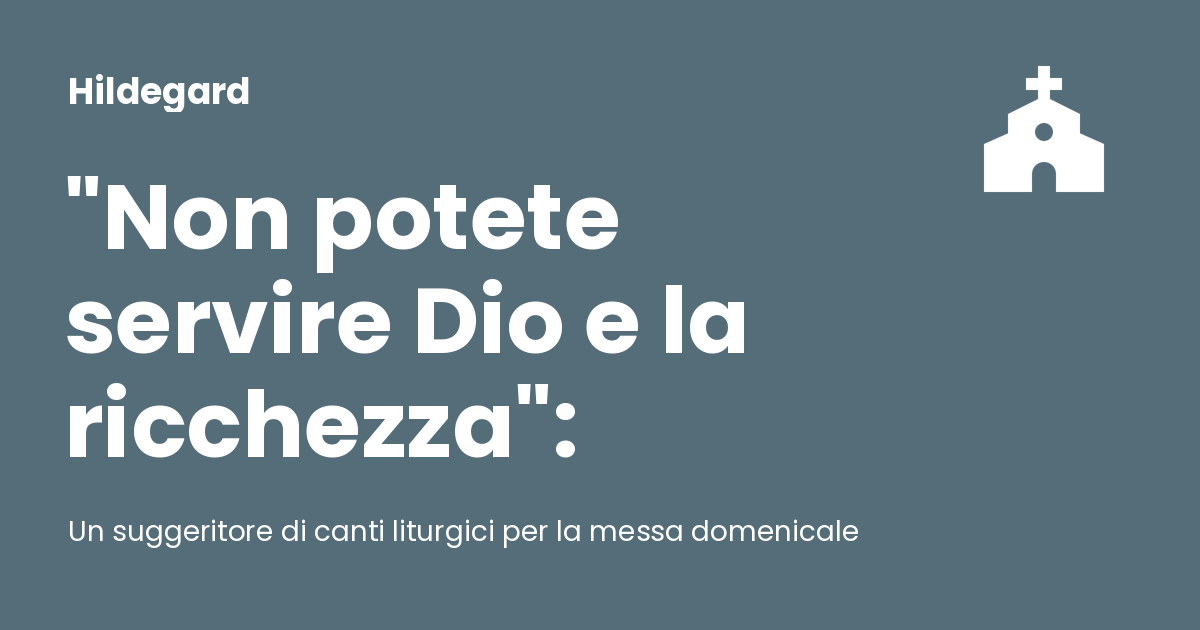 Hildegard
"Non potete
servire Dio e la
ricchezza":
Un suggeritore di canti liturgici per la messa domenicale